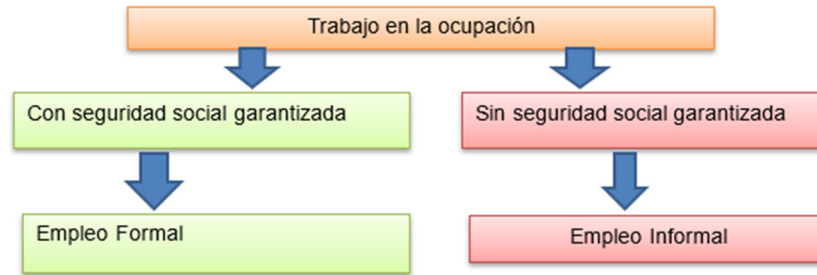 Trabajo en la ocupación
Con seguridad social garantizada
Sin seguridad social garantizada
Empleo Formal
Empleo Informal